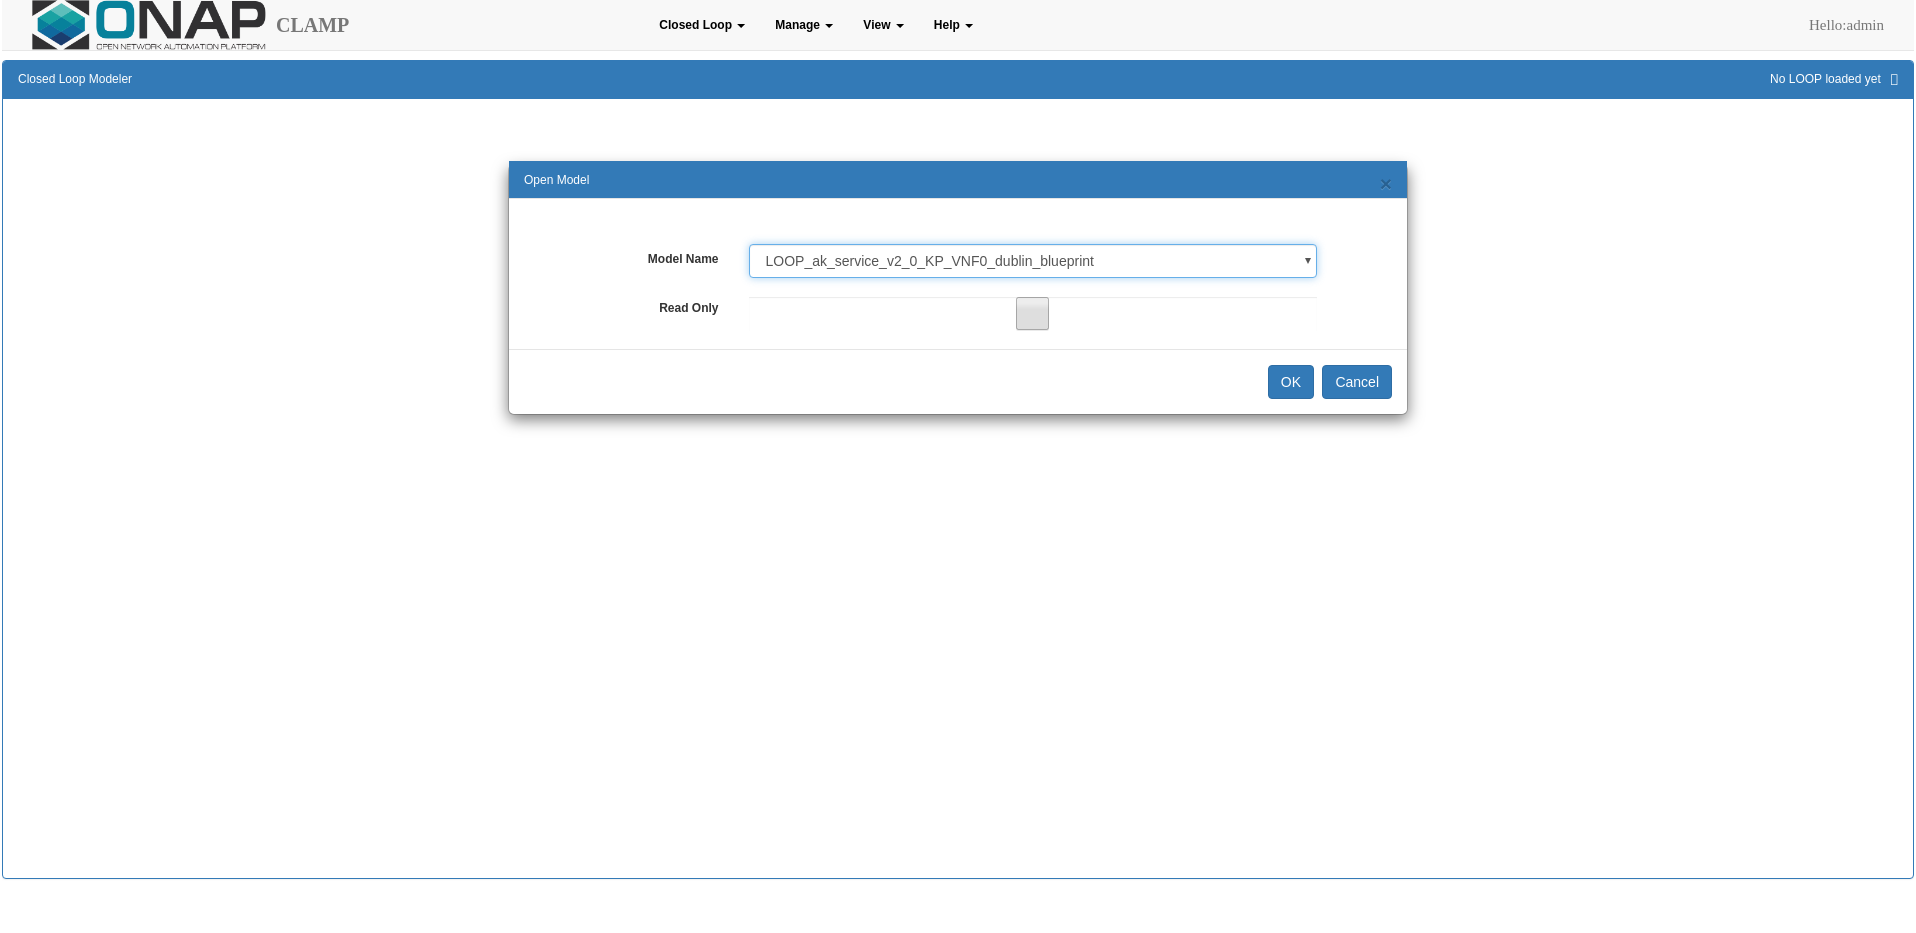 ONAP CLAMP
OPEN NETWORK AUTOMATION PLATFORM
Closed Loop Manage View Help
Hello:admin
Closed Loop Modeler
No LOOP loaded yet
Open Model
×
Model Name
LOOP_ak_service_v2_0_KP_VNF0_dublin_blueprint
Read Only
OK Cancel